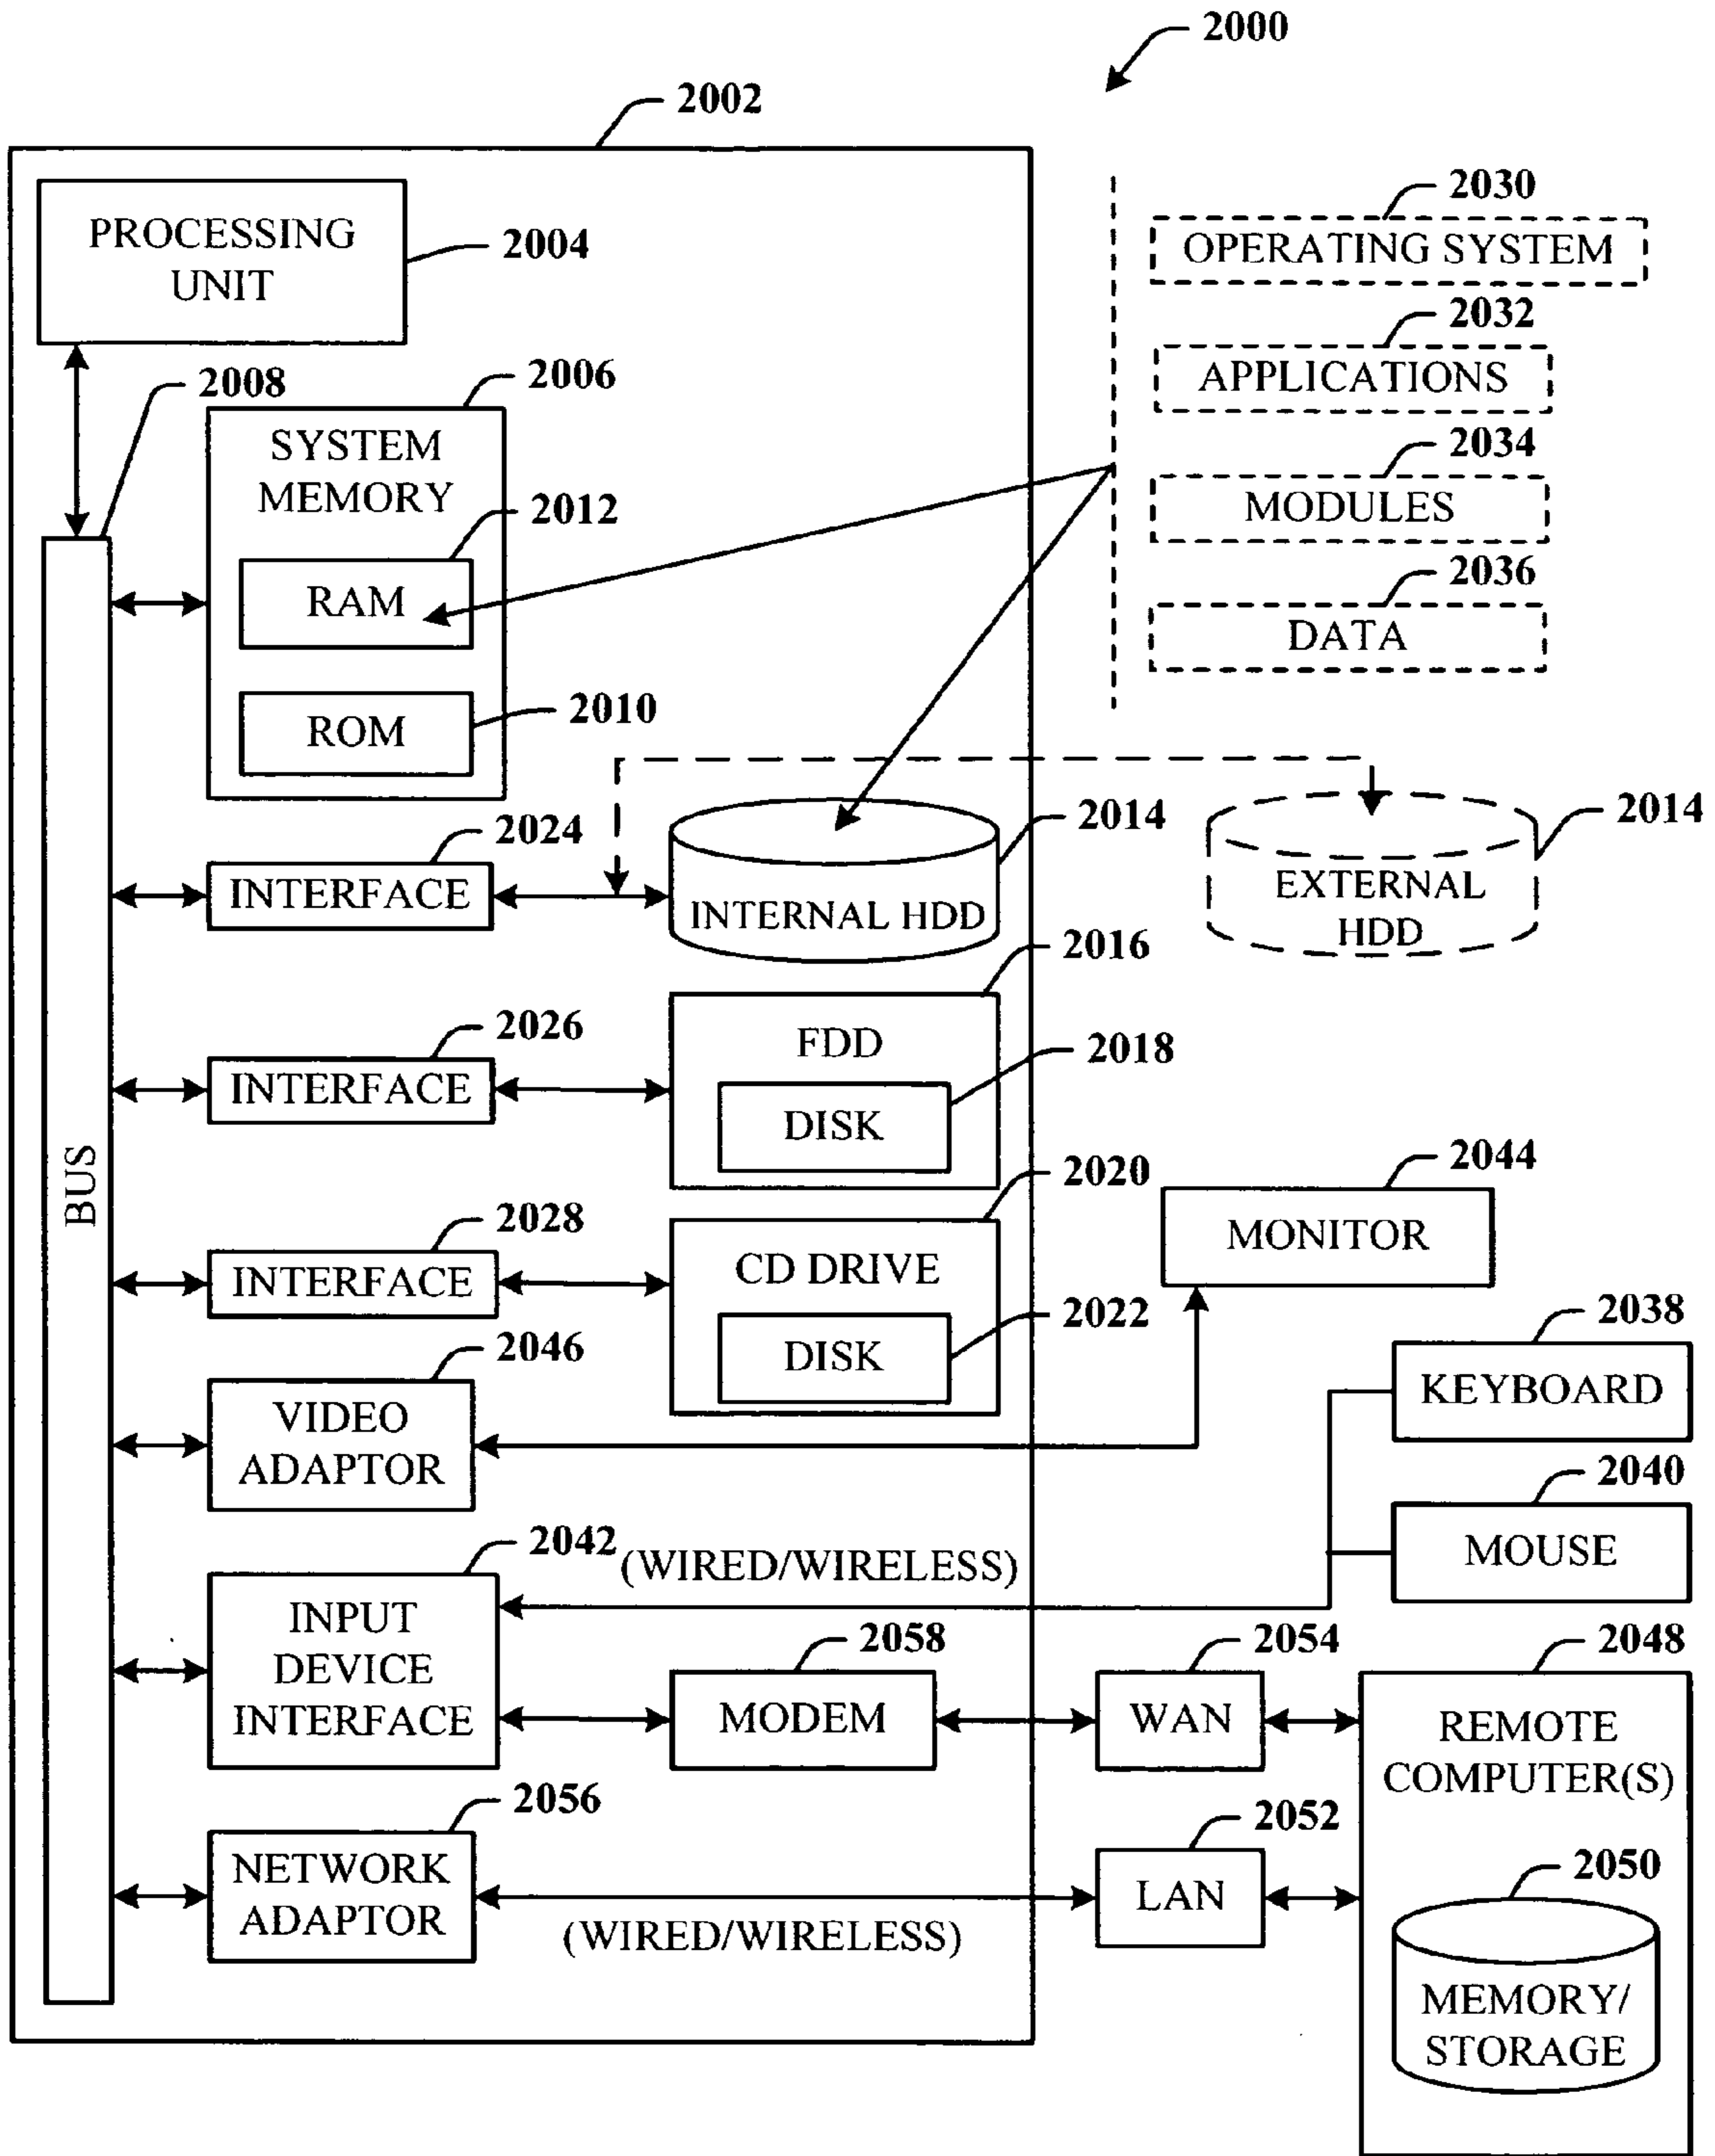 2000
2002
PROCESSING
UNIT
2004
2030
OPERATING SYSTEM
2032
APPLICATIONS
2034
MODULES
2036
DATA
2008
2006
SYSTEM
MEMORY
2012
RAM
2010
ROM
BUS
2024
INTERFACE
2014
INTERNAL HDD
2014
EXTERNAL
HDD
2026
INTERFACE
2016
FDD
2018
DISK
2028
INTERFACE
2020
CD DRIVE
2022
DISK
2044
MONITOR
2046
VIDEO
ADAPTOR
2038
KEYBOARD
2040
MOUSE
2042
(WIRED/WIRELESS)
INPUT
DEVICE
INTERFACE
2058
MODEM
2054
WAN
2048
REMOTE
COMPUTER(S)
2056
NETWORK
ADAPTOR
(WIRED/WIRELESS)
2052
LAN
2050
MEMORY/
STORAGE